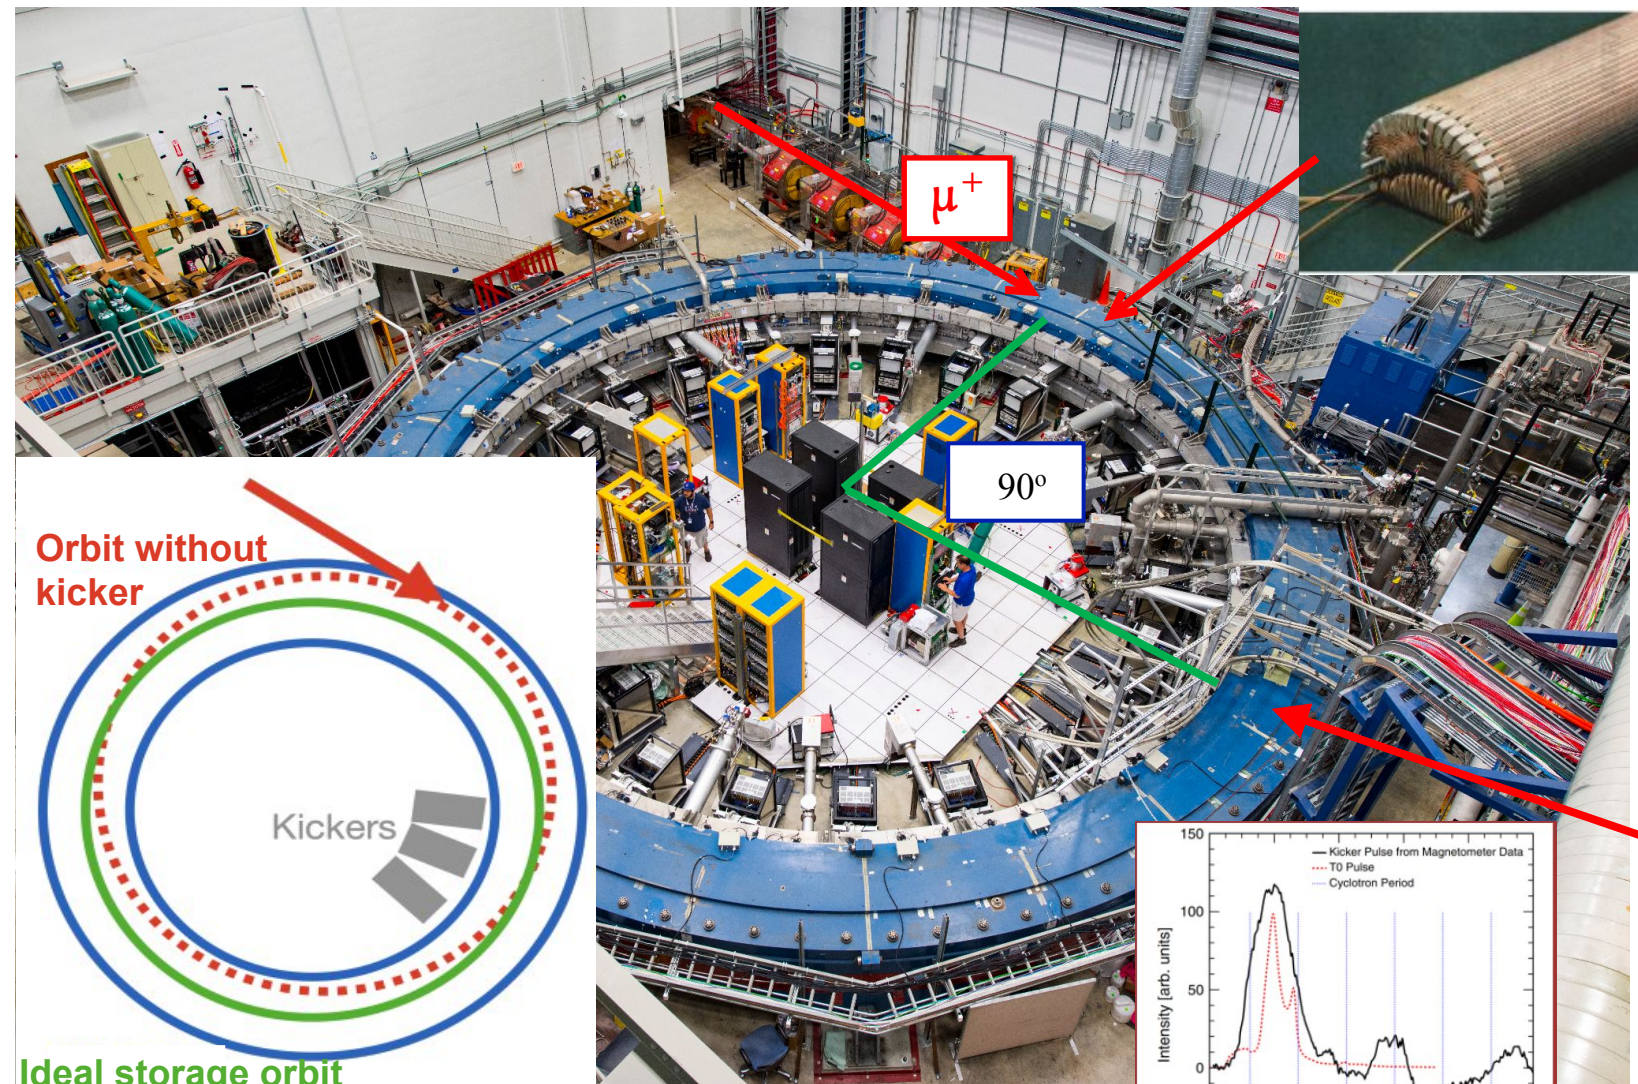 μ⁺
90°
Orbit without
kicker
Kickers
Ideal storage orbit
150
100
50
0
Intensity [arb. units]
Kicker Pulse from Magnetometer Data
T0 Pulse
Cyclotron Period